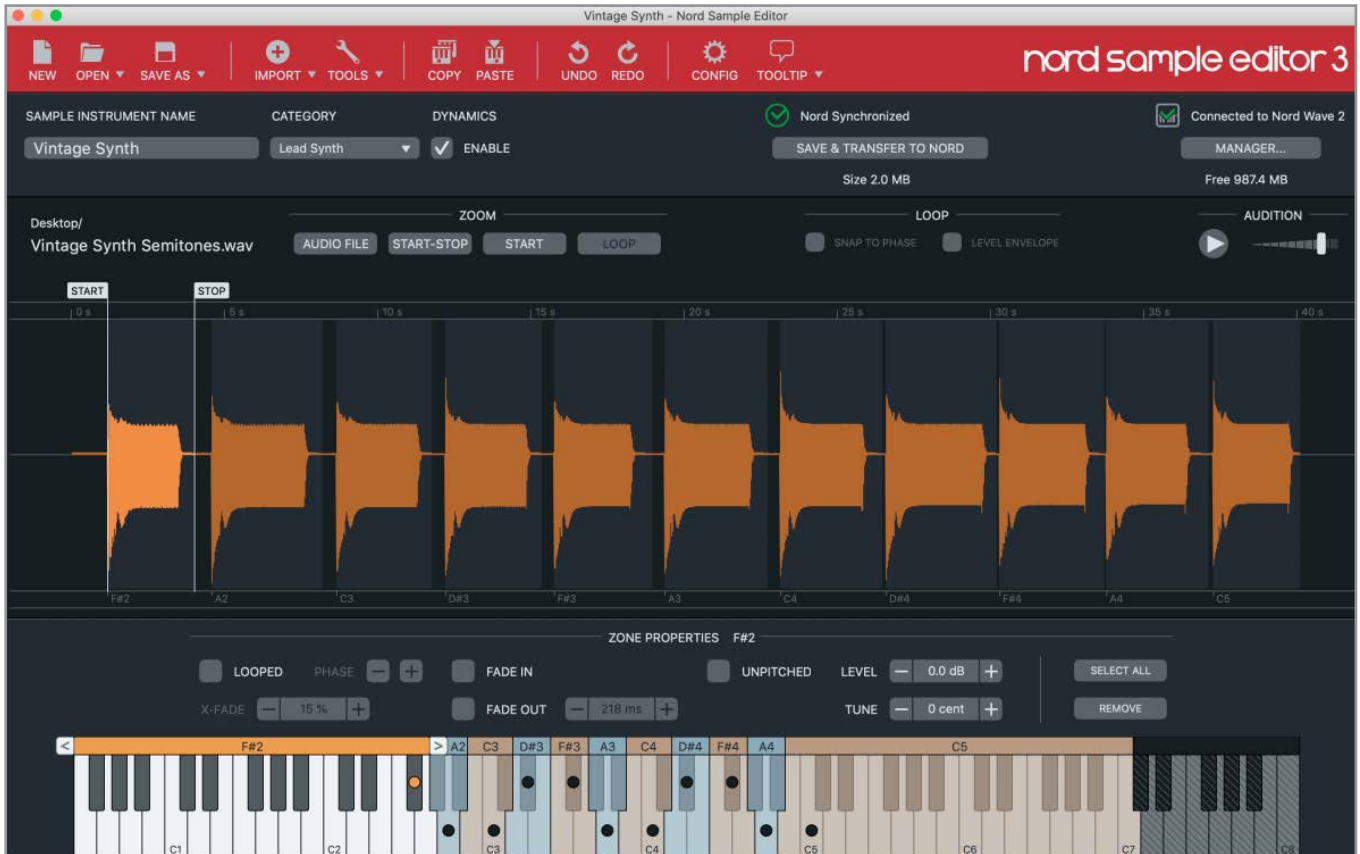 Vintage Synth – Nord Sample Editor
NEW OPEN SAVE AS IMPORT TOOLS COPY PASTE UNDO REDO CONFIG TOOLTIP nord sample editor 3
SAMPLE INSTRUMENT NAME CATEGORY DYNAMICS Nord Synchronized Connected to Nord Wave 2
Vintage Synth Lead Synth ENABLE SAVE & TRANSFER TO NORD MANAGER...
Size 2.0 MB Free 987.4 MB
Desktop/ ZOOM LOOP AUDITION
Vintage Synth Semitones.wav AUDIO FILE START-STOP START LOOP SNAP TO PHASE LEVEL ENVELOPE
START STOP
0 s 5 s 10 s 15 s 20 s 25 s 30 s 35 s 40 s
F#2 A2 C3 D#3 F#3 A3 C4 D#4 F#4 A4 C5
ZONE PROPERTIES F#2
LOOPED PHASE − + FADE IN UNPITCHED LEVEL − 0.0 dB + SELECT ALL
X-FADE − 15 % + FADE OUT − 218 ms + TUNE − 0 cent + REMOVE
< F#2 > A2 C3 D#3 F#3 A3 C4 D#4 F#4 A4 C5
C1 C2 C3 C4 C5 C6 C7 C8